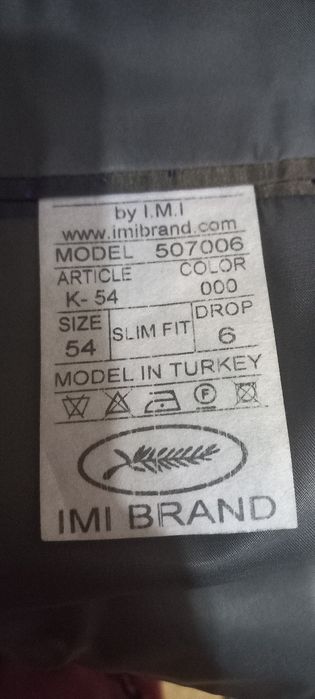 by I.M.I
www.imibrand.com
MODEL 507006
ARTICLE COLOR
K-54 000
SIZE SLIM FIT DROP
54 6
MODEL IN TURKEY
F
IMI BRAND